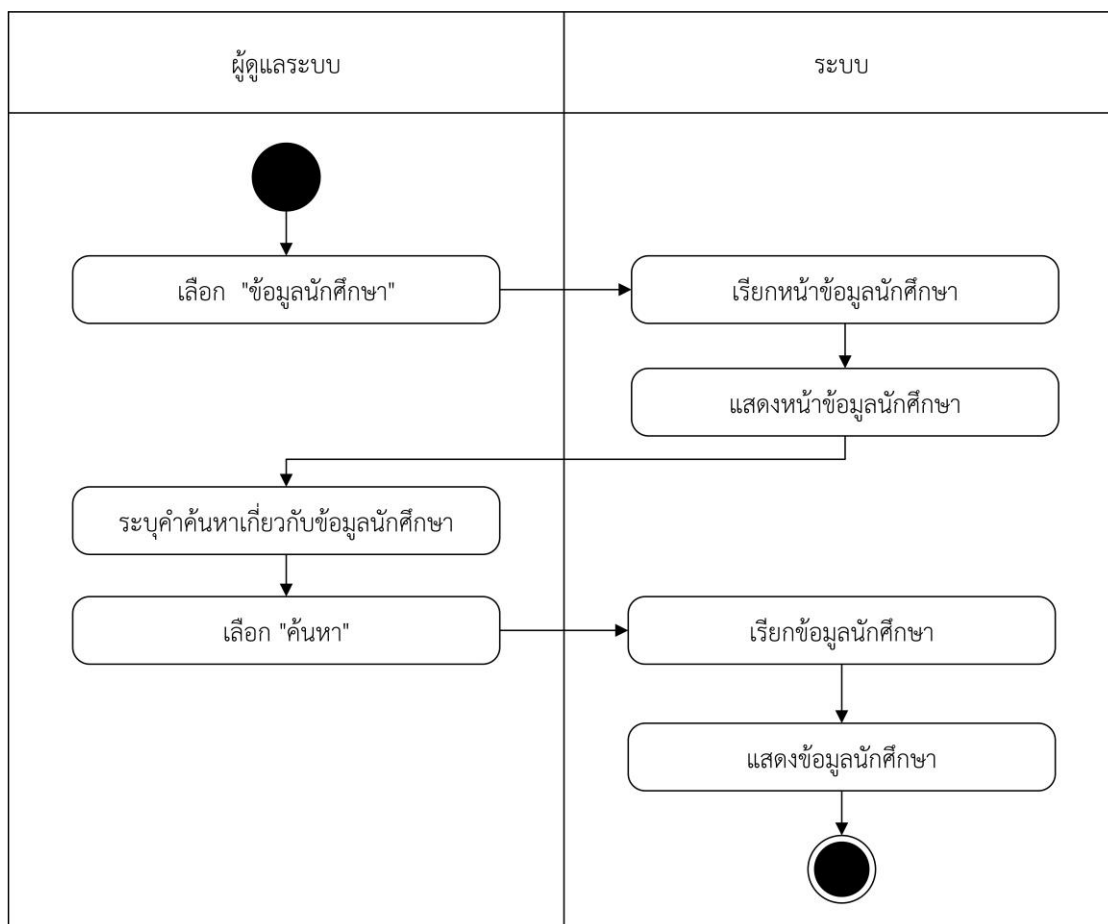 ผู้ดูแลระบบ
ระบบ
เลือก "ข้อมูลนักศึกษา"
เรียกหน้าข้อมูลนักศึกษา
แสดงหน้าข้อมูลนักศึกษา
ระบุคำค้นหาเกี่ยวกับข้อมูลนักศึกษา
เลือก "ค้นหา"
เรียกข้อมูลนักศึกษา
แสดงข้อมูลนักศึกษา